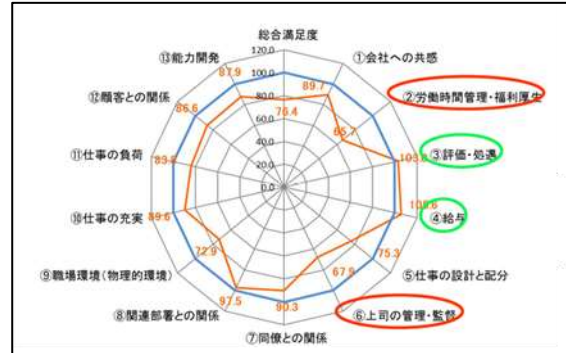 総合満足度
①会社への共感
②労働時間管理・福利厚生
③評価・処遇
④給与
⑤仕事の設計と配分
⑥上司の管理・監督
⑦同僚との関係
⑧関連部署との関係
⑨職場環境(物理的環境)
⑩仕事の充実
⑪仕事の負荷
⑫顧客との関係
⑬能力開発
120.0
100.0
80.0
60.0
40.0
20.0
0.0
76.4
89.7
65.7
75.3
67.9
90.3
97.5
72.9
89.6
86.6
87.9